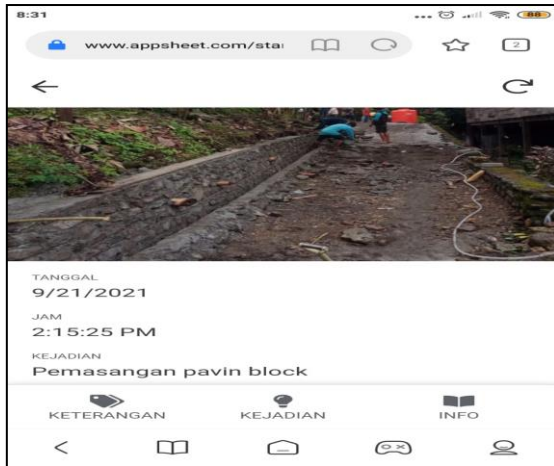 8:31
88
www.appsheet.com/sta
2
TANGGAL
9/21/2021
JAM
2:15:25 PM
KEJADIAN
Pemasangan pavin block
KETERANGAN
KEJADIAN
INFO